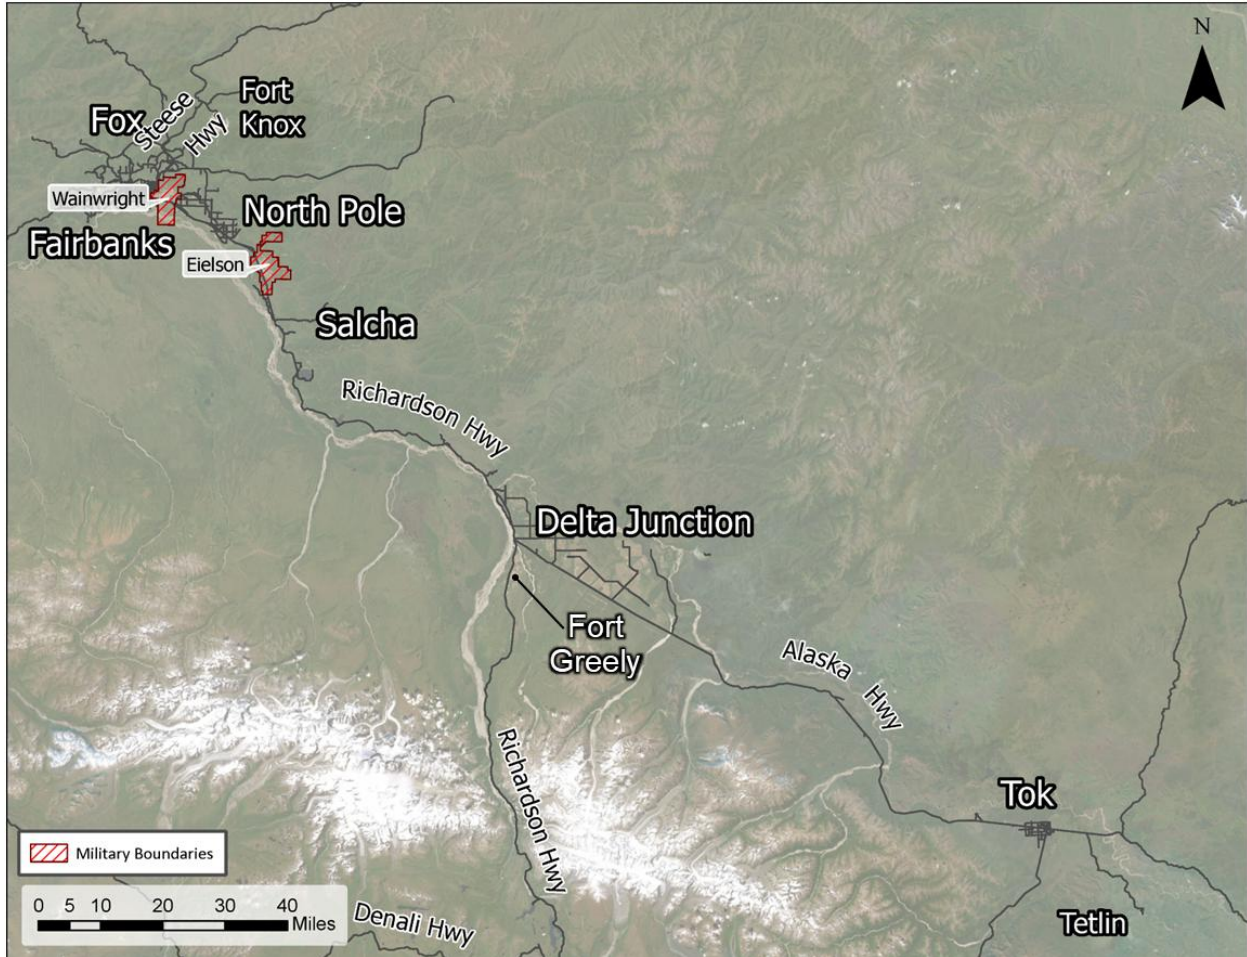 N
Fort
Knox
Fox
Steese
Hwy
Wainwright
North Pole
Fairbanks
Eielson
Salcha
Richardson Hwy
Delta Junction
Fort
Greely
Alaska Hwy
Richardson Hwy
Tok
Military Boundaries
0 5 10 20 30 40
Miles
Denali Hwy
Tetlin